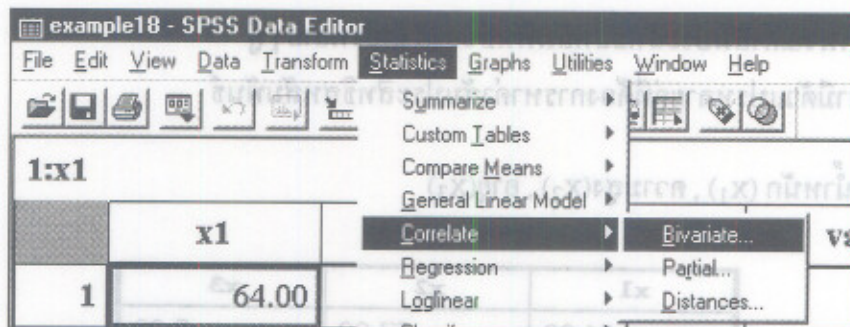 example18 - SPSS Data Editor
File Edit View Data Transform Statistics Graphs Utilities Window Help
Summarize
Custom Tables
Compare Means
1:x1
General Linear Model
Correlate Bivariate...
x1
Regression Partial...
1 64.00
Loglinear Distances...